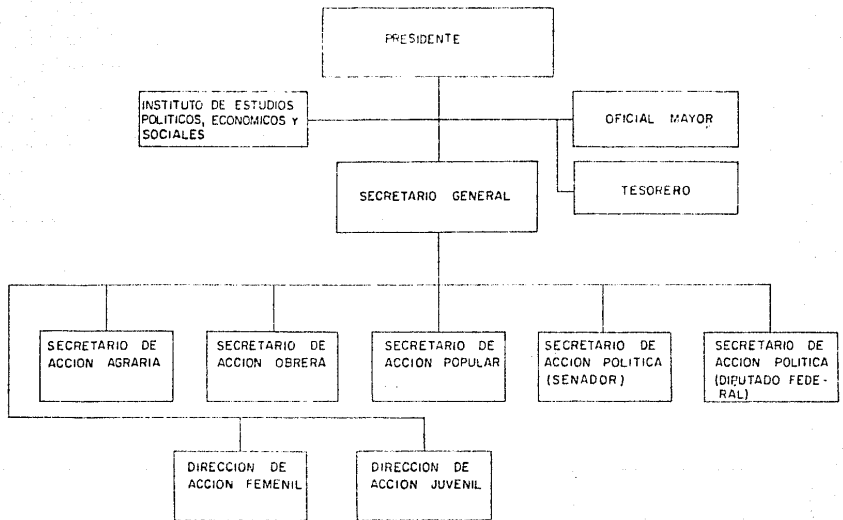 PRESIDENTE
INSTITUTO DE ESTUDIOS
POLITICOS, ECONOMICOS Y
SOCIALES
OFICIAL MAYOR
SECRETARIO GENERAL
TESORERO
SECRETARIO DE
ACCION AGRARIA
SECRETARIO DE
ACCION OBRERA
SECRETARIO DE
ACCION POPULAR
SECRETARIO DE
ACCION POLITICA
(SENADOR)
SECRETARIO DE
ACCION POLITICA
(DIPUTADO FEDE-
RAL)
DIRECCION DE
ACCION FEMENIL
DIRECCION DE
ACCION JUVENIL